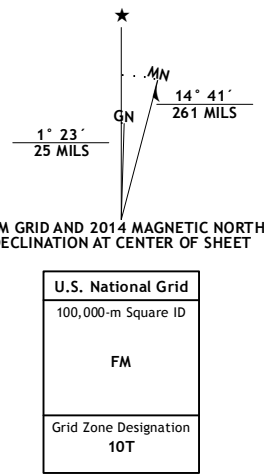 MN
GN
14° 41´
261 MILS
1° 23´
25 MILS
M GRID AND 2014 MAGNETIC NORTH
DECLINATION AT CENTER OF SHEET
U.S. National Grid
100,000-m Square ID
FM
Grid Zone Designation
10T